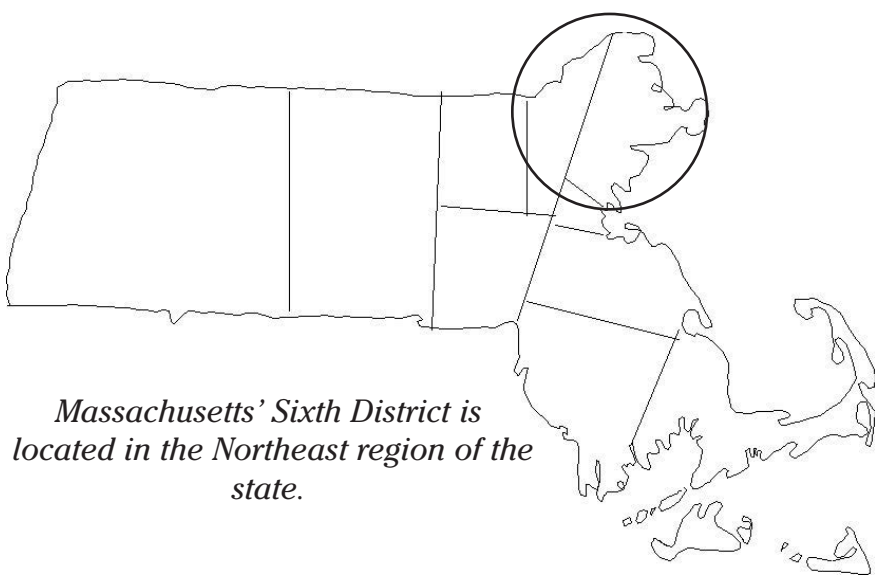 Massachusetts’ Sixth District is
located in the Northeast region of the
state.